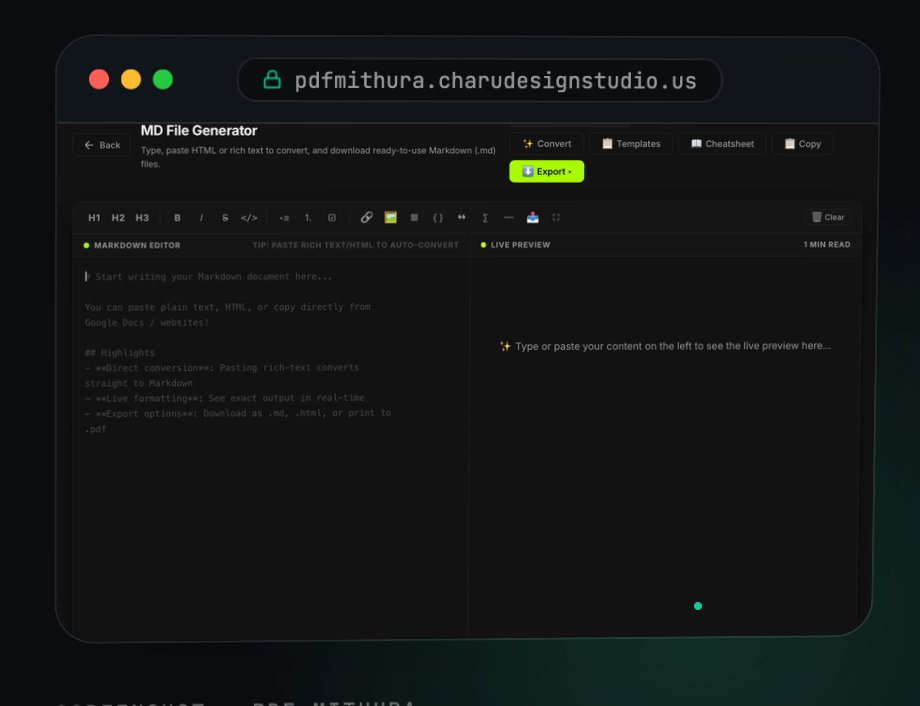 pdfmithura.charudesignstudio.us
← Back
MD File Generator
Type, paste HTML or rich text to convert, and download ready-to-use Markdown (.md)
files.
✨ Convert
📋 Templates
📖 Cheatsheet
📋 Copy
⬇️ Export •
H1 H2 H3 B I S </> •≡ 1. ☑ 🔗 🖼️ ▦ { } ❝ Σ — 📤 ⛶
🗑️ Clear
MARKDOWN EDITOR
TIP: PASTE RICH TEXT/HTML TO AUTO-CONVERT
LIVE PREVIEW
1 MIN READ
# Start writing your Markdown document here...
You can paste plain text, HTML, or copy directly from
Google Docs / websites!
## Highlights
- **Direct conversion**: Pasting rich-text converts
straight to Markdown
- **Live formatting**: See exact output in real-time
- **Export options**: Download as .md, .html, or print to
.pdf
✨ Type or paste your content on the left to see the live preview here...